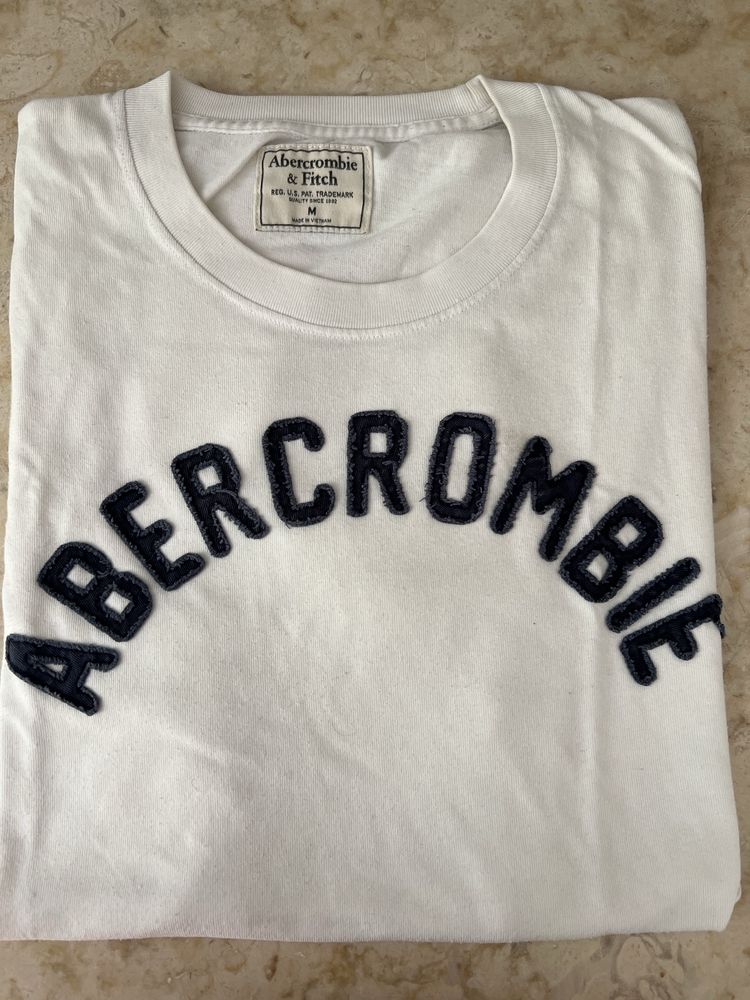 Abercrombie
& Fitch
REG. U.S. PAT. TRADEMARK
QUALITY SINCE 1892
M
MADE IN VIETNAM
ABERCROMBIE